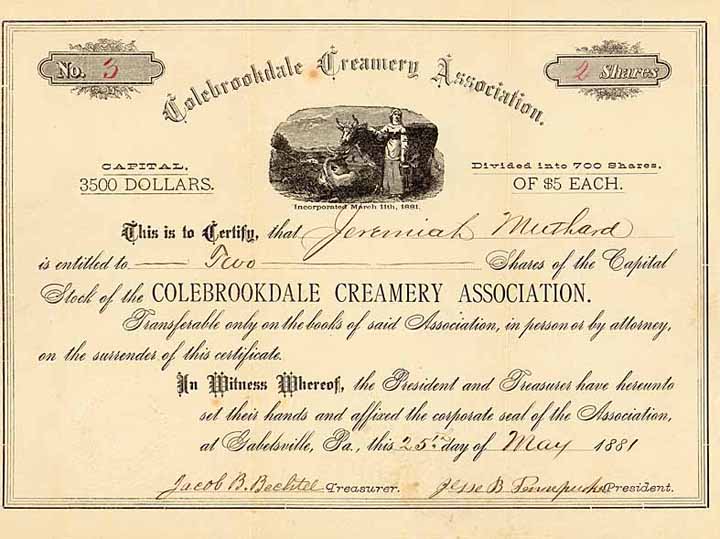 No. 3
Colebrookdale Creamery Association.
2 Shares
CAPITAL,
3500 DOLLARS.
Divided into 700 Shares,
OF $5 EACH.
Incorporated March 11th, 1881.
This is to Certify, that Jeremiah Muthard
is entitled to Two Shares of the Capital
Stock of the COLEBROOKDALE CREAMERY ASSOCIATION.
Transferable only on the books of said Association, in person or by attorney,
on the surrender of this certificate.
In Witness Whereof, the President and Treasurer have hereunto
set their hands and affixed the corporate seal of the Association,
at Gabelsville, Pa., this 25th day of May 1881
Jacob B. Bechtel Treasurer. Jesse B President.